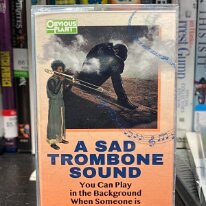 OBVIOUS
PLANT
A SAD
TROMBONE
SOUND
You Can Play
in the Background
When Someone is